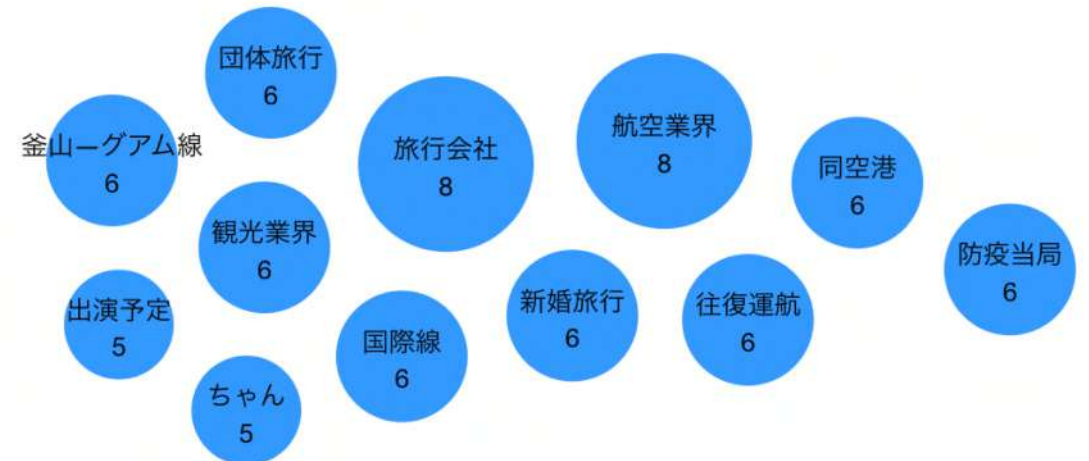 団体旅行
6
釜山ーグアム線
6
旅行会社
8
航空業界
8
同空港
6
観光業界
6
防疫当局
6
出演予定
5
国際線
6
新婚旅行
6
往復運航
6
ちゃん
5